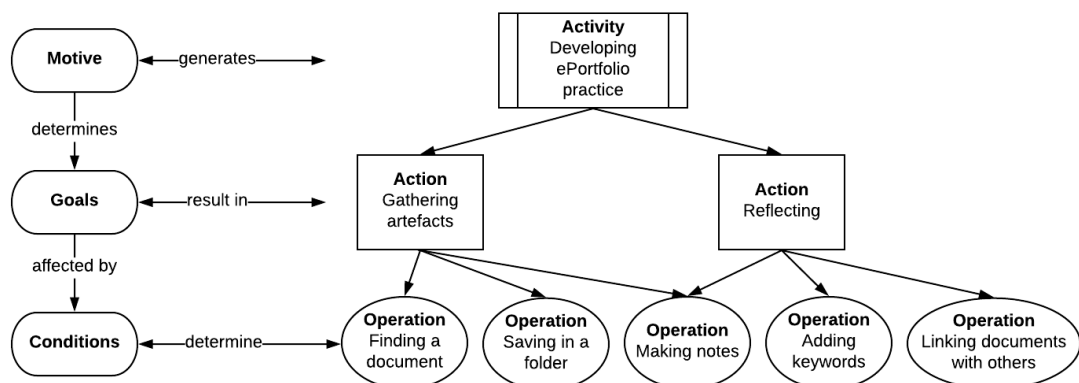 Motive
generates
Activity
Developing
ePortfolio
practice
determines
Goals
result in
Action
Gathering
artefacts
Action
Reflecting
affected by
Conditions
determine
Operation
Finding a
document
Operation
Saving in a
folder
Operation
Making notes
Operation
Adding
keywords
Operation
Linking documents
with others